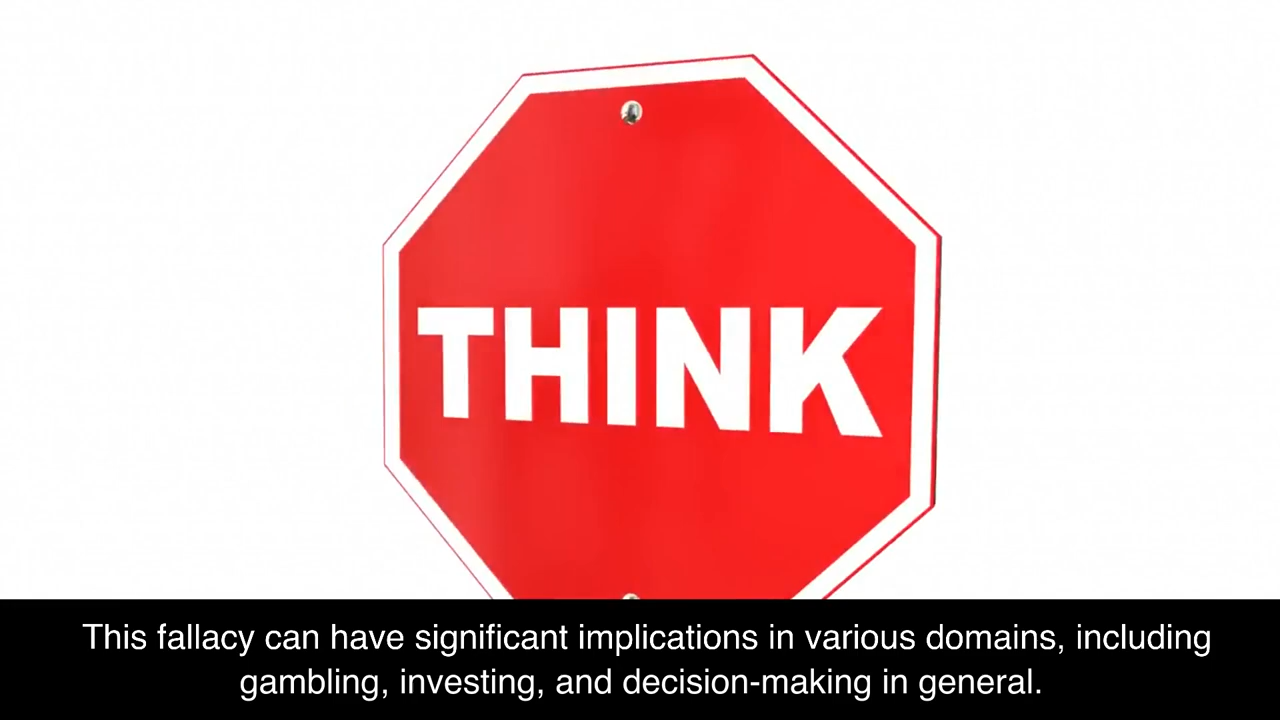 THINK
This fallacy can have significant implications in various domains, including
gambling, investing, and decision-making in general.